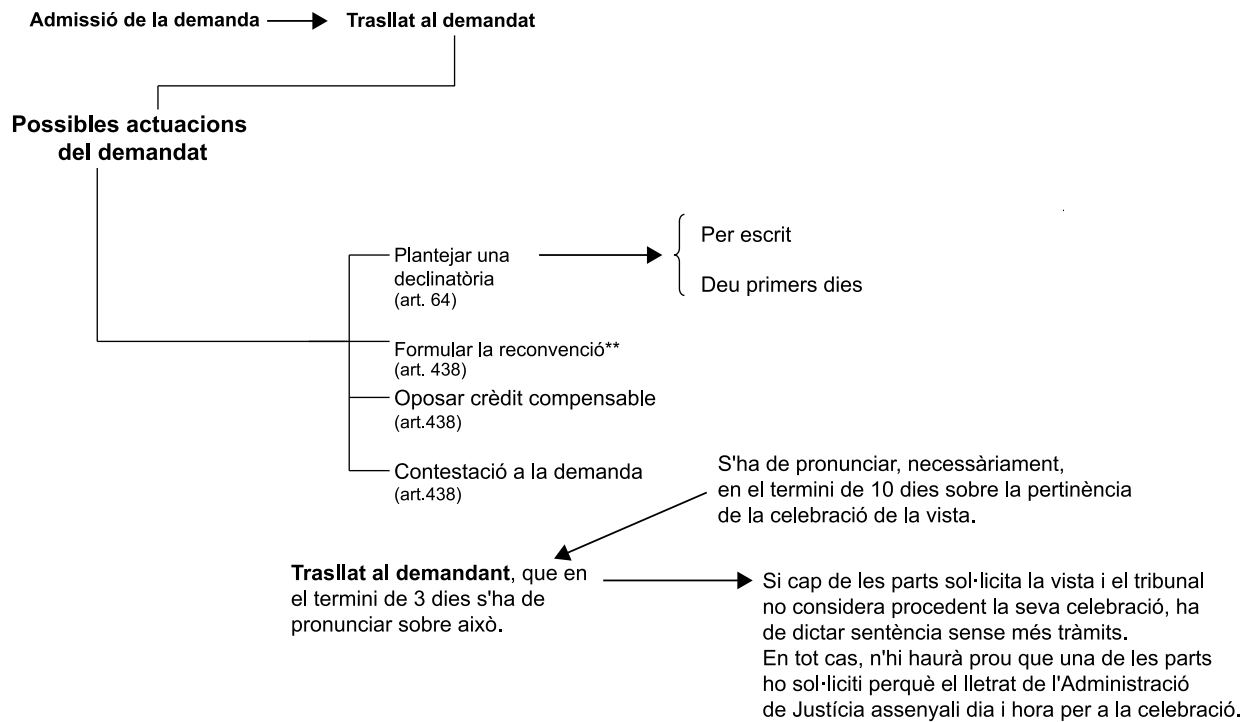 Admissió de la demanda
Trasllat al demandat
Possibles actuacions
del demandat
Plantejar una
declinatòria
(art. 64)
Per escrit
Deu primers dies
Formular la reconvenció**
(art. 438)
Oposar crèdit compensable
(art.438)
Contestació a la demanda
(art.438)
S'ha de pronunciar, necessàriament,
en el termini de 10 dies sobre la pertinència
de la celebració de la vista.
Trasllat al demandant, que en
el termini de 3 dies s'ha de
pronunciar sobre això.
Si cap de les parts sol·licita la vista i el tribunal
no considera procedent la seva celebració, ha
de dictar sentència sense més tràmits.
En tot cas, n'hi haurà prou que una de les parts
ho sol·liciti perquè el lletrat de l'Administració
de Justícia assenyali dia i hora per a la celebració.